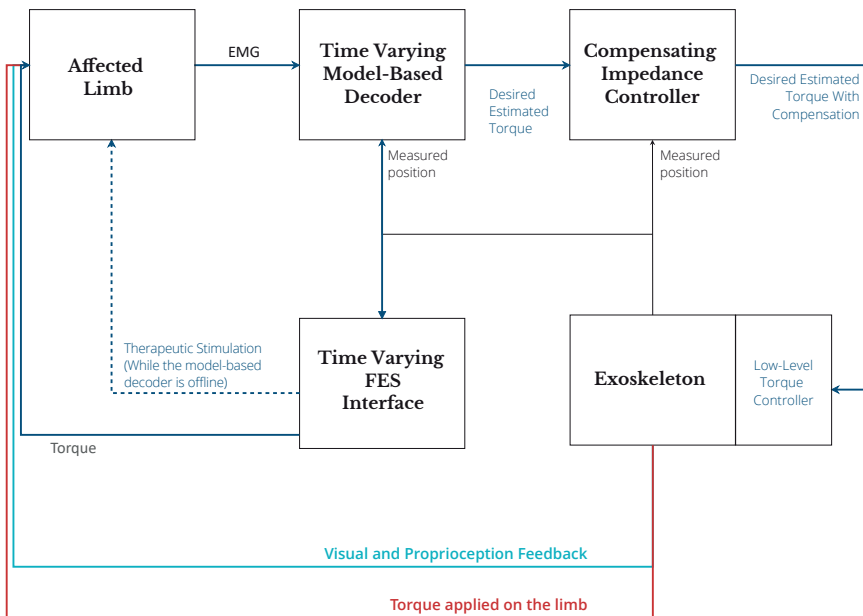 Affected
Limb
EMG
Time Varying
Model-Based
Decoder
Desired
Estimated
Torque
Compensating
Impedance
Controller
Desired Estimated
Torque With
Compensation
Measured
position
Measured
position
Therapeutic Stimulation
(While the model-based
decoder is offline)
Time Varying
FES
Interface
Exoskeleton
Low-Level
Torque
Controller
Torque
Visual and Proprioception Feedback
Torque applied on the limb